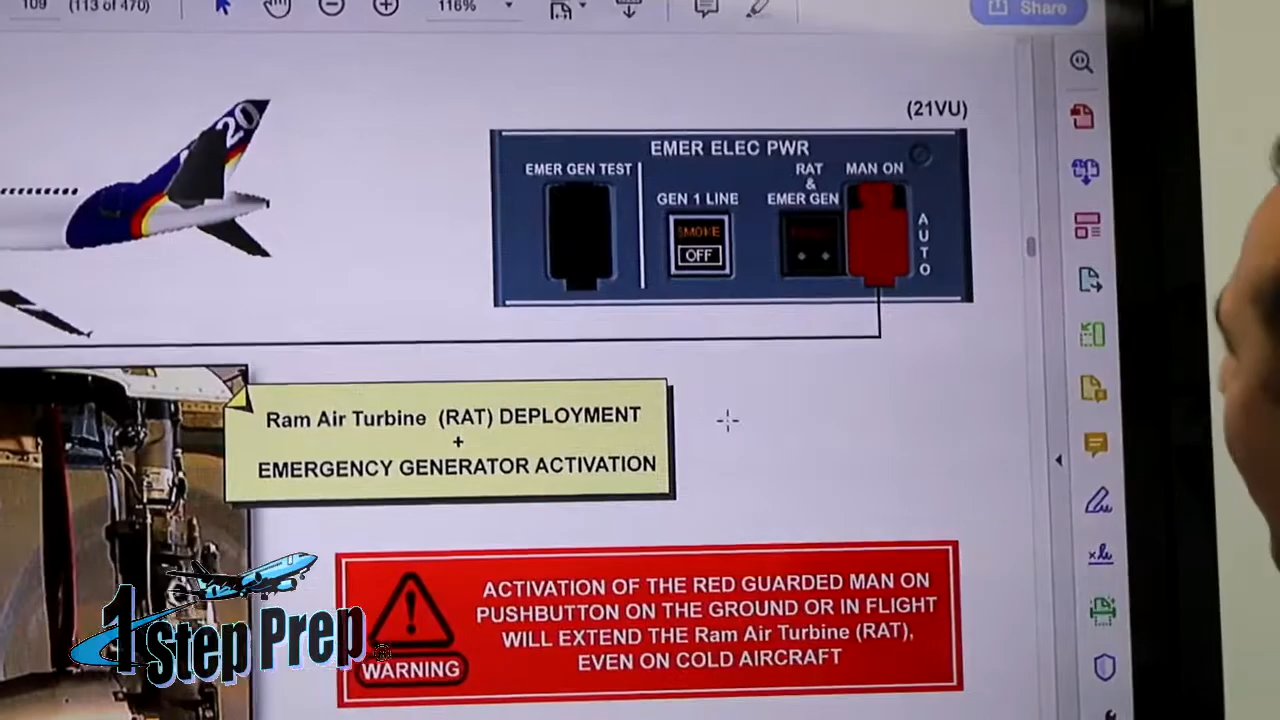 109 (113 of 470)
116%
Share
20
(21VU)
EMER ELEC PWR
EMER GEN TEST
GEN 1 LINE
SMOKE
OFF
RAT
&
EMER GEN
MAN ON
AUTO
Ram Air Turbine (RAT) DEPLOYMENT
+
EMERGENCY GENERATOR ACTIVATION
ACTIVATION OF THE RED GUARDED MAN ON
PUSHBUTTON ON THE GROUND OR IN FLIGHT
WILL EXTEND THE Ram Air Turbine (RAT),
EVEN ON COLD AIRCRAFT
WARNING
1 Step Prep